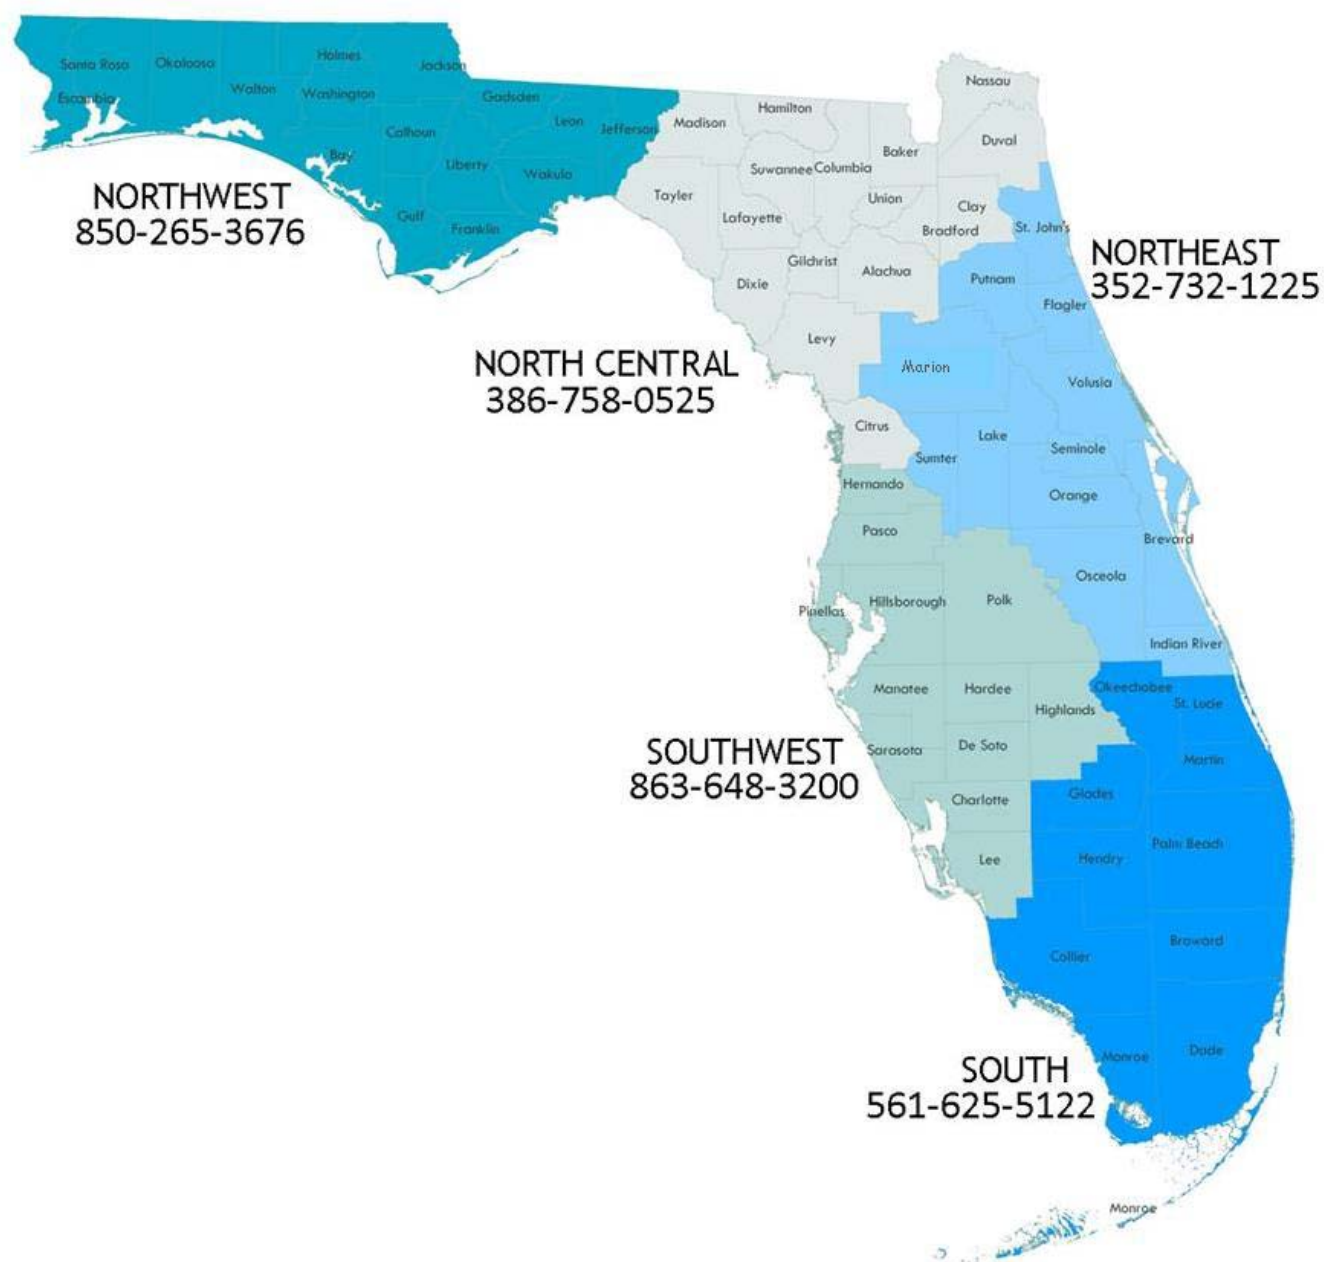 Nassau
Santa Rosa Okaloosa Holmes Jackson
Escambia Walton Washington Gadsden
Calhoun Leon Jefferson Madison Hamilton
Baker Duval
Bay Liberty Wakula Suwannee Columbia
Tayler Union Clay
Gulf Franklin Lafayette Bradford St. John's
NORTHWEST
850-265-3676
NORTHEAST
352-732-1225
Gilchrist Alachua Putnam
Dixie Flagler
Levy
NORTH CENTRAL
386-758-0525
Marion
Volusia
Citrus Lake
Sumter Seminole
Hernando Orange
Pasco Brevard
Osceola
Pinellas Hillsborough Polk
Indian River
Manatee Hardee Okeechobee
Highlands St. Lucie
SOUTHWEST
863-648-3200
Sarasota De Soto Martin
Charlotte Glades
Lee Hendry Palm Beach
Collier Broward
Monroe Dade
SOUTH
561-625-5122
Monroe